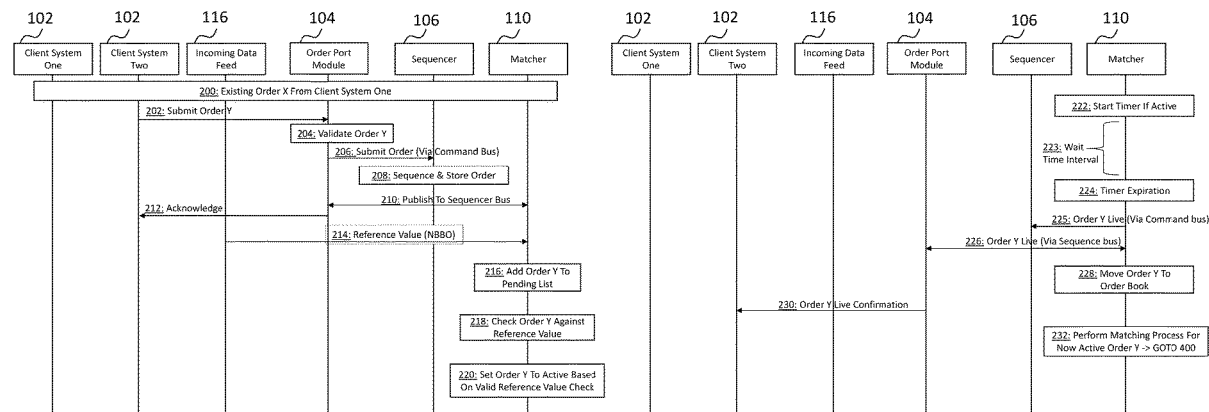 102
102
116
104
106
110
Client System
One
Client System
Two
Incoming Data
Feed
Order Port
Module
Sequencer
Matcher
200: Existing Order X From Client System One
202: Submit Order Y
204: Validate Order Y
206: Submit Order (Via Command Bus)
208: Sequence & Store Order
210: Publish To Sequencer Bus
212: Acknowledge
214: Reference Value (NBBO)
216: Add Order Y To
Pending List
218: Check Order Y Against
Reference Value
220: Set Order Y To Active Based
On Valid Reference Value Check
102
102
116
104
106
110
Client System
One
Client System
Two
Incoming Data
Feed
Order Port
Module
Sequencer
Matcher
222: Start Timer If Active
223: Wait
Time Interval
224: Timer Expiration
225: Order Y Live (Via Command bus)
226: Order Y Live (Via Sequence bus)
228: Move Order Y To
Order Book
230: Order Y Live Confirmation
232: Perform Matching Process For
Now Active Order Y -> GOTO 400